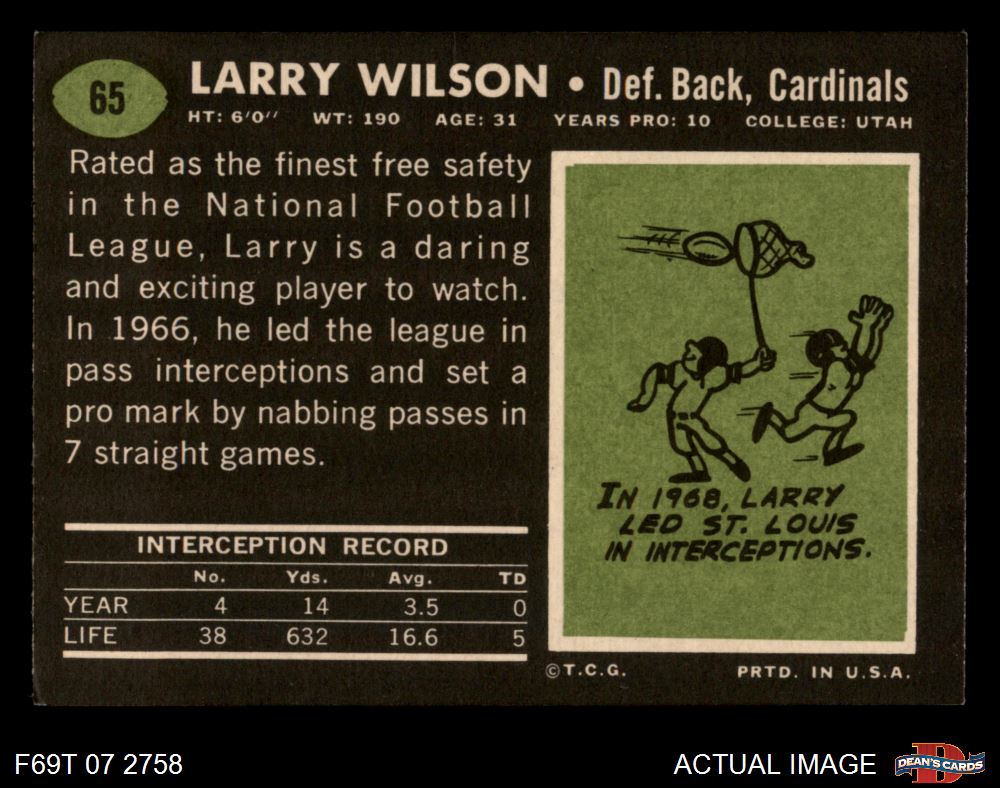 65
LARRY WILSON • Def. Back, Cardinals
HT: 6'0'' WT: 190 AGE: 31 YEARS PRO: 10 COLLEGE: UTAH
Rated as the finest free safety
in the National Football
League, Larry is a daring
and exciting player to watch.
In 1966, he led the league in
pass interceptions and set a
pro mark by nabbing passes in
7 straight games.
INTERCEPTION RECORD
No. Yds. Avg. TD
YEAR 4 14 3.5 0
LIFE 38 632 16.6 5
IN 1968, LARRY
LED ST. LOUIS
IN INTERCEPTIONS.
©T.C.G. PRTD. IN U.S.A.
F69T 07 2758
ACTUAL IMAGE
DEAN'S CARDS